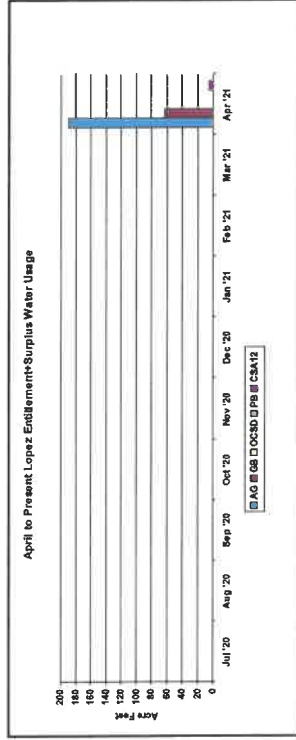 April to Present Lopez Entitlement+Surplus Water Usage
Acre Feet
200
180
160
140
120
100
80
60
40
20
0
Jul '20 Aug '20 Sep '20 Oct '20 Nov '20 Dec '20 Jan '21 Feb '21 Mar '21 Apr '21
AG GB OCSD PB CSA12